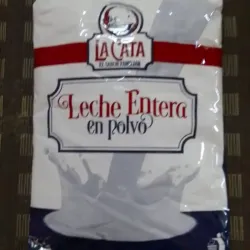 LA CATA
Leche Entera
en polvo